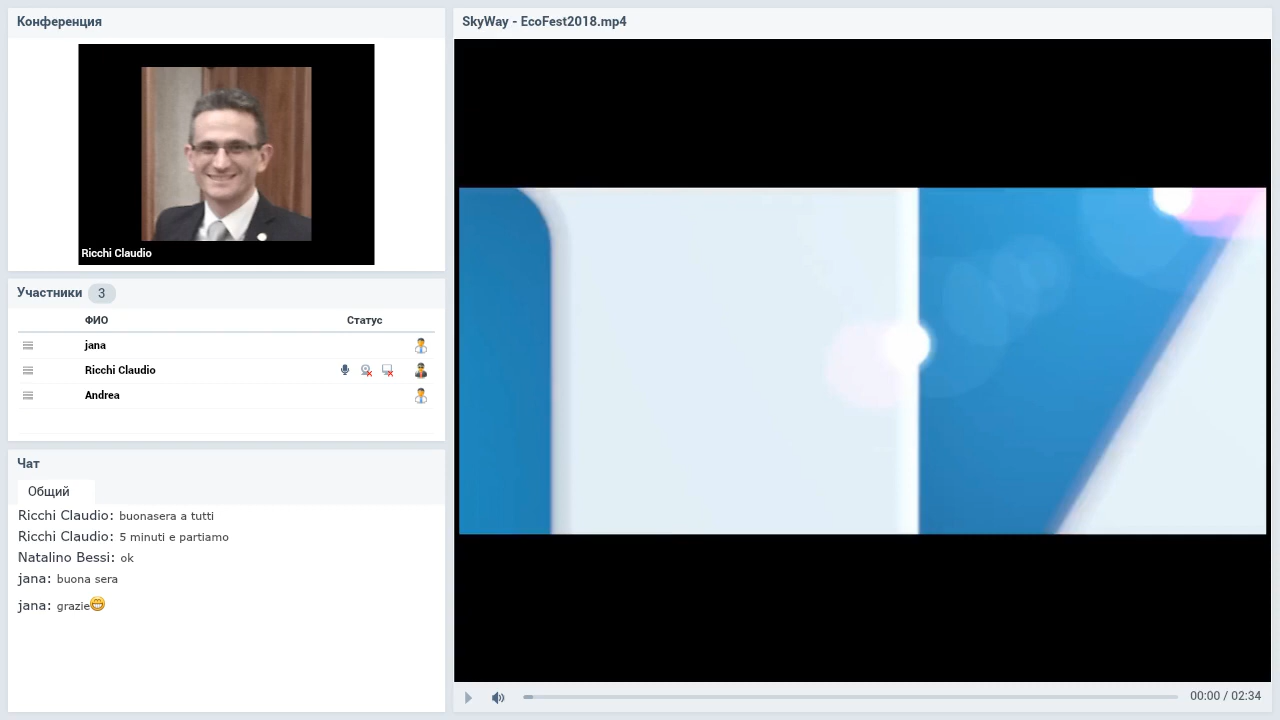 Конференция
Ricchi Claudio
Участники 3
ФИО Статус
jana
Ricchi Claudio
Andrea
Чат
Общий
Ricchi Claudio: buonasera a tutti
Ricchi Claudio: 5 minuti e partiamo
Natalino Bessi: ok
jana: buona sera
jana: grazie
SkyWay - EcoFest2018.mp4
00:00 / 02:34